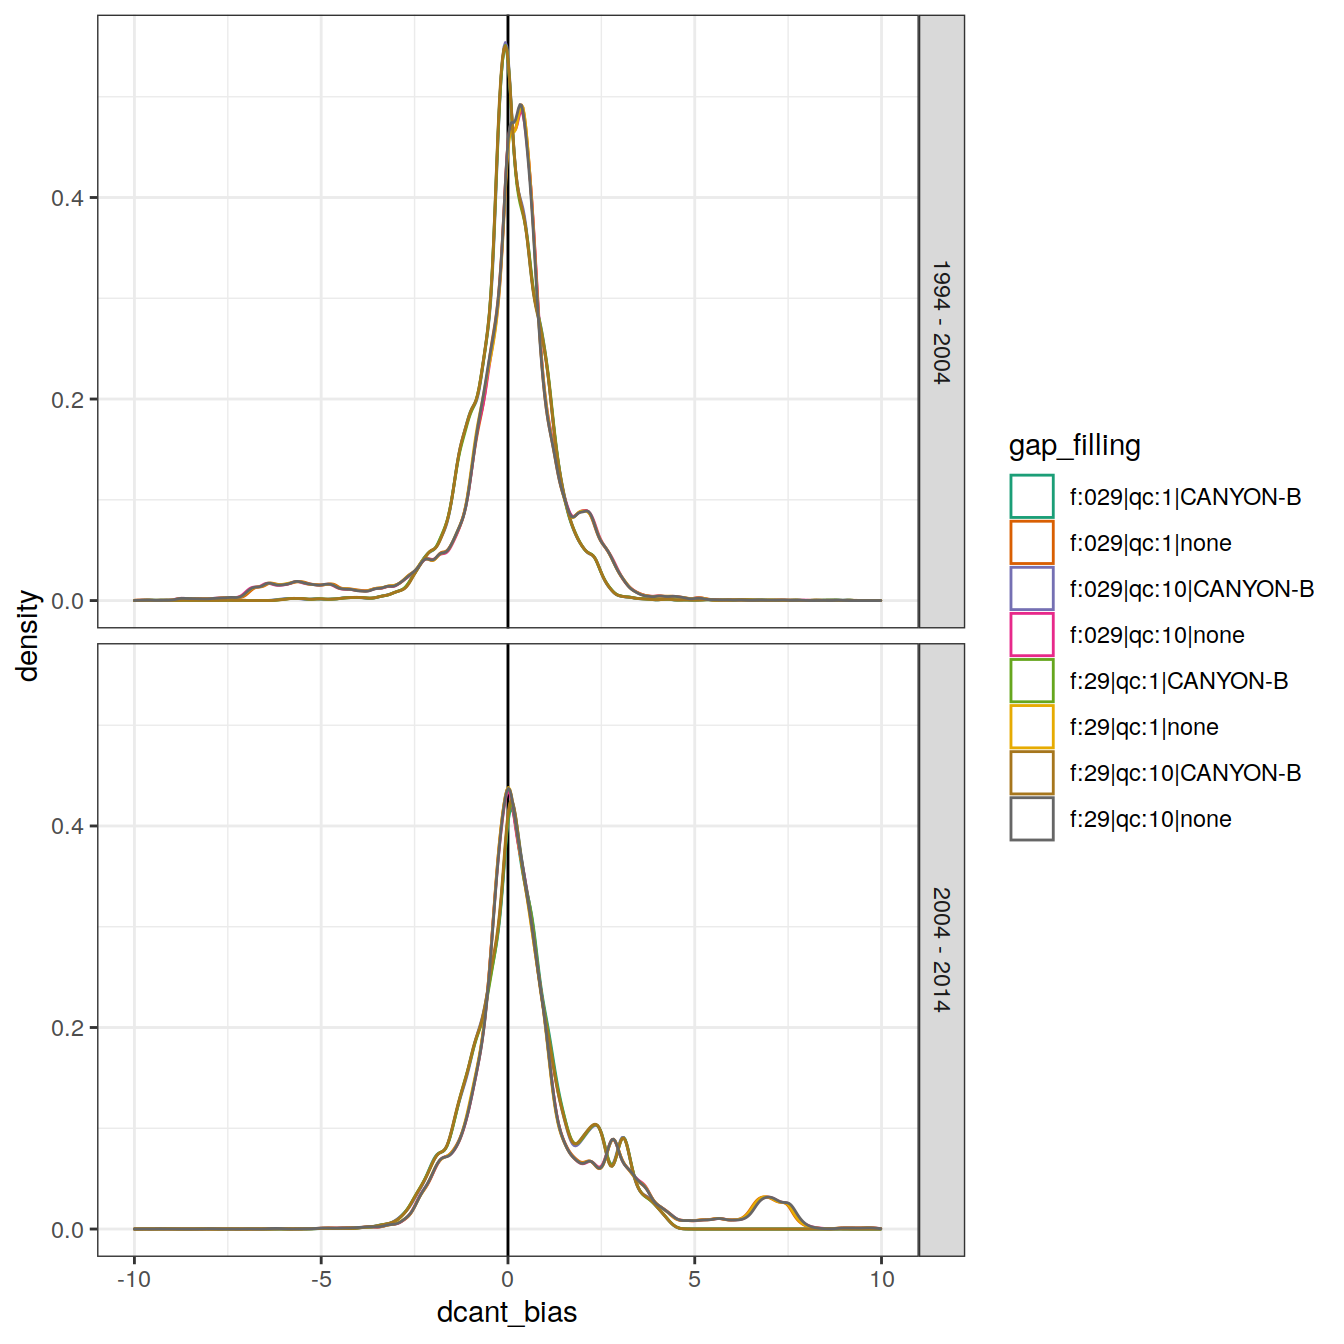 0.4
0.2
0.0
1994 - 2004
0.4
0.2
0.0
2004 - 2014
-10
-5
0
5
10
dcant_bias
density
gap_filling
f:029|qc:1|CANYON-B
f:029|qc:1|none
f:029|qc:10|CANYON-B
f:029|qc:10|none
f:29|qc:1|CANYON-B
f:29|qc:1|none
f:29|qc:10|CANYON-B
f:29|qc:10|none